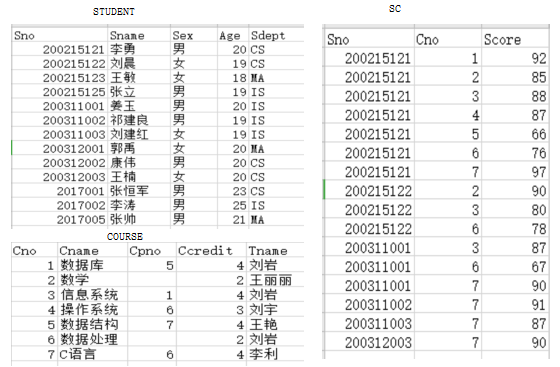 STUDENT
Sno Sname Sex Age Sdept
200215121 李勇 男 20 CS
200215122 刘晨 女 19 CS
200215123 王敏 女 18 MA
200215125 张立 男 19 IS
200311001 姜玉 男 20 IS
200311002 祁建良 男 19 IS
200311003 刘建红 女 19 IS
200312001 郭禹 女 20 MA
200312002 康伟 男 20 CS
200312003 王楠 女 20 CS
2017001 张恒军 男 23 CS
2017002 李涛 男 25 IS
2017005 张帅 男 21 MA
COURSE
Cno Cname Cpno Ccredit Tname
1 数据库 5 4 刘岩
2 数学 2 王丽丽
3 信息系统 1 4 刘岩
4 操作系统 6 3 刘宇
5 数据结构 7 4 王艳
6 数据处理 2 刘岩
7 C语言 6 4 李利
SC
Sno Cno Score
200215121 1 92
200215121 2 85
200215121 3 88
200215121 4 87
200215121 5 66
200215121 6 76
200215121 7 97
200215122 2 90
200215122 3 80
200215122 6 78
200311001 3 87
200311001 6 67
200311001 7 90
200311002 7 91
200311003 7 87
200312003 7 90